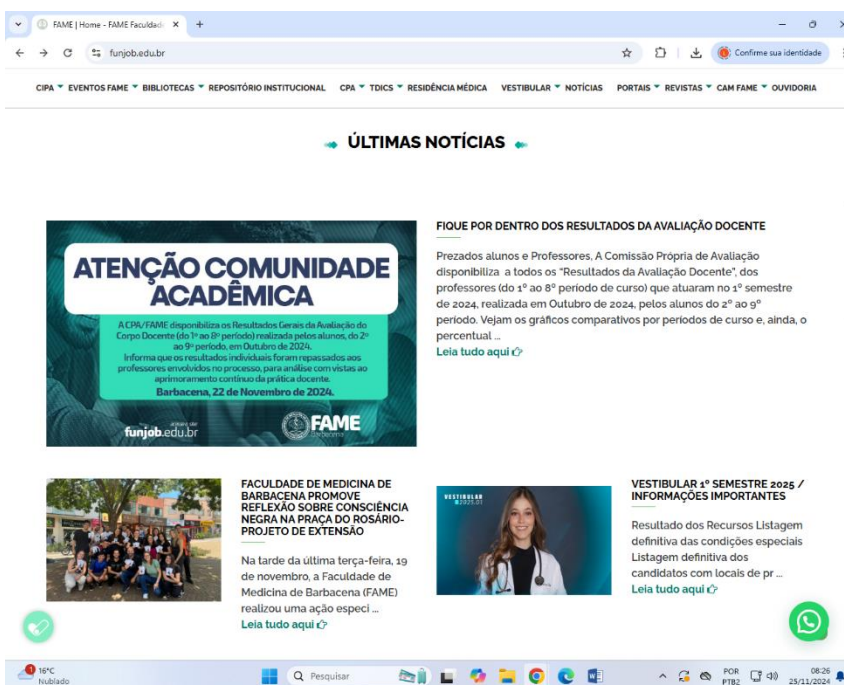 FAME | Home - FAME Faculdad
funjob.edu.br
Confirme sua identidade
CIPA EVENTOS FAME BIBLIOTECAS REPOSITÓRIO INSTITUCIONAL CPA TDICS RESIDÊNCIA MÉDICA VESTIBULAR NOTÍCIAS PORTAIS REVISTAS CAM FAME OUVIDORIA
ÚLTIMAS NOTÍCIAS
ATENÇÃO COMUNIDADE
ACADÊMICA
A CPA/FAME disponibiliza os Resultados Gerais da Avaliação do
Corpo Docente (do 1º ao 8º período) realizada pelos alunos, do 2º
ao 9º período, em Outubro de 2024.
Informa que os resultados individuais foram repassados aos
professores envolvidos no processo, para análise com vistas ao
aprimoramento contínuo da prática docente.
Barbacena, 22 de Novembro de 2024.
funjob.edu.br
FAME
Barbacena
FIQUE POR DENTRO DOS RESULTADOS DA AVALIAÇÃO DOCENTE
Prezados alunos e Professores, A Comissão Própria de Avaliação
disponibiliza a todos os “Resultados da Avaliação Docente”, dos
professores (do 1º ao 8º período de curso) que atuaram no 1º semestre
de 2024, realizada em Outubro de 2024, pelos alunos do 2º ao 9º
período. Vejam os gráficos comparativos por períodos de curso e, ainda, o
percentual ...
Leia tudo aqui
FACULDADE DE MEDICINA DE
BARBACENA PROMOVE
REFLEXÃO SOBRE CONSCIÊNCIA
NEGRA NA PRAÇA DO ROSÁRIO-
PROJETO DE EXTENSÃO
Na tarde da última terça-feira, 19
de novembro, a Faculdade de
Medicina de Barbacena (FAME)
realizou uma ação especi ...
Leia tudo aqui
VESTIBULAR
2025.01
VESTIBULAR 1º SEMESTRE 2025 /
INFORMAÇÕES IMPORTANTES
Resultado dos Recursos Listagem
definitiva das condições especiais
Listagem definitiva dos
candidatos com locais de pr ...
Leia tudo aqui
1
16°C
Nublado
Pesquisar
POR
PTB2
08:26
25/11/2024